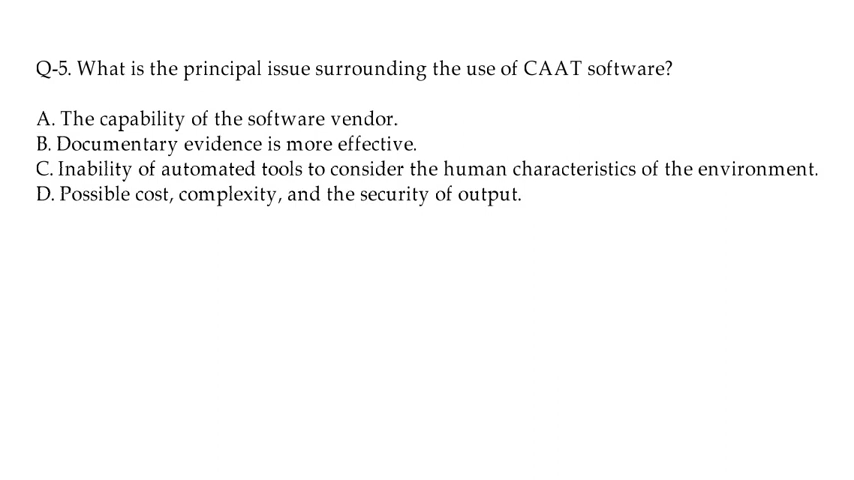 Q-5. What is the principal issue surrounding the use of CAAT software?
A. The capability of the software vendor.
B. Documentary evidence is more effective.
C. Inability of automated tools to consider the human characteristics of the environment.
D. Possible cost, complexity, and the security of output.